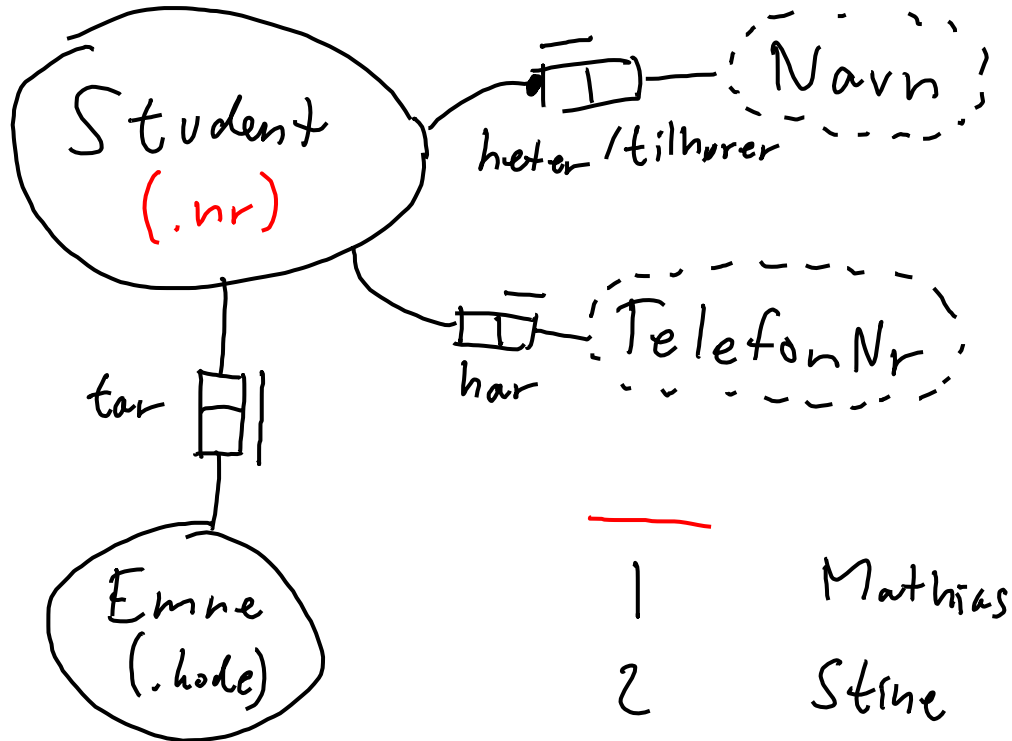 Student
(.nr)
Navn
heter/tilhører
TelefonNr
har
tar
Emne
(.kode)
1 Mathias
2 Stine